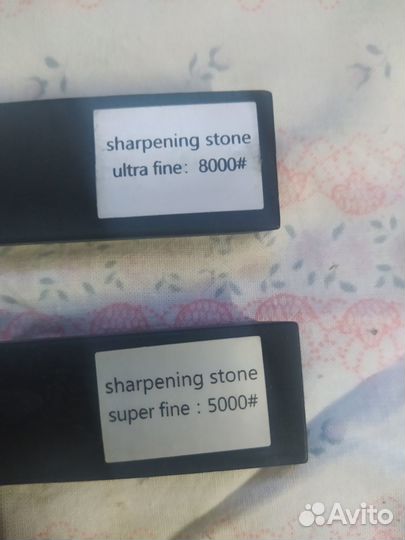 sharpening stone
ultra fine: 8000#
sharpening stone
super fine : 5000#
Avito